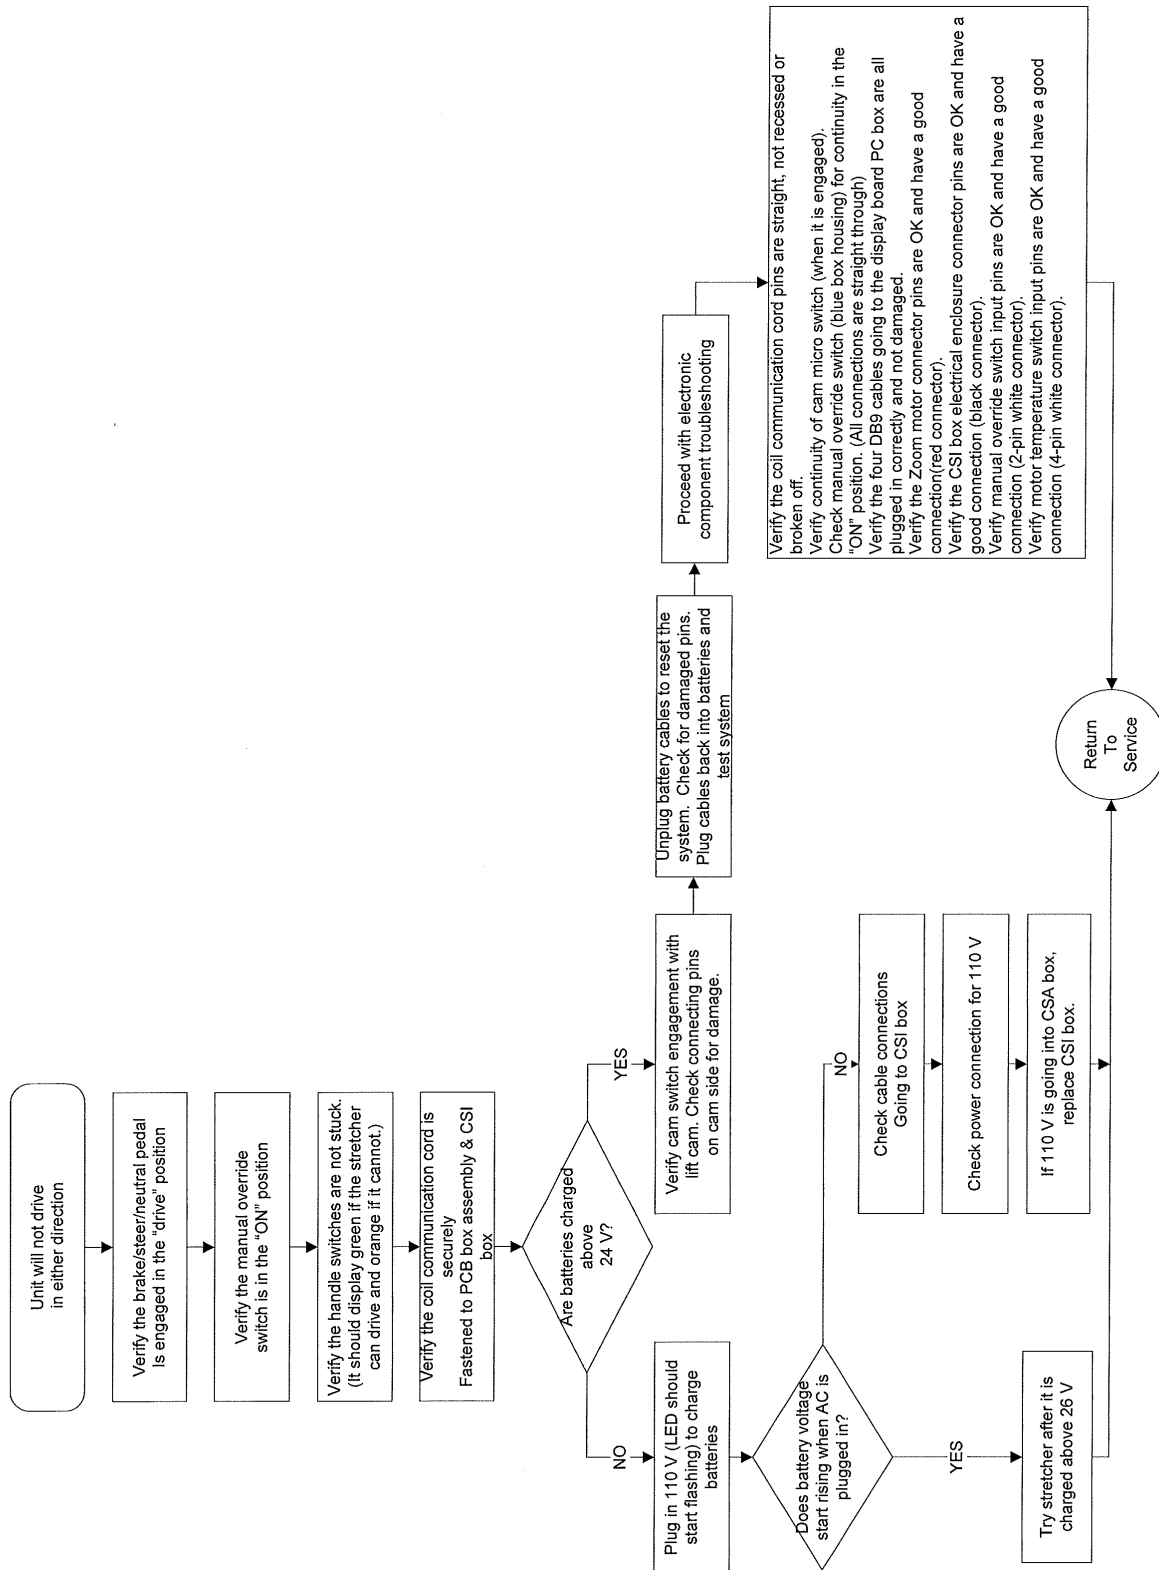 Unit will not drive
in either direction
Verify the brake/steer/neutral pedal
Is engaged in the “drive” position
Verify the manual override
switch is in the “ON” position
Verify the handle switches are not stuck.
(It should display green if the stretcher
can drive and orange if it cannot.)
Verify the coil communication cord is
securely
Fastened to PCB box assembly & CSI
box
Are batteries charged
above
24 V?
NO
YES
Plug in 110 V (LED should
start flashing) to charge
batteries
Does battery voltage
start rising when AC is
plugged in?
YES
NO
Try stretcher after it is
charged above 26 V
Check cable connections
Going to CSI box
Check power connection for 110 V
If 110 V is going into CSA box,
replace CSI box.
Verify cam switch engagement with
lift cam. Check connecting pins
on cam side for damage.
Unplug battery cables to reset the
system. Check for damaged pins.
Plug cables back into batteries and
test system
Proceed with electronic
component troubleshooting
Verify the coil communication cord pins are straight, not recessed or
broken off.
Verify continuity of cam micro switch (when it is engaged).
Check manual override switch (blue box housing) for continuity in the
“ON” position. (All connections are straight through)
Verify the four DB9 cables going to the display board PC box are all
plugged in correctly and not damaged.
Verify the Zoom motor connector pins are OK and have a good
connection(red connector).
Verify the CSI box electrical enclosure connector pins are OK and have a
good connection (black connector).
Verify manual override switch input pins are OK and have a good
connection (2-pin white connector).
Verify motor temperature switch input pins are OK and have a good
connection (4-pin white connector).
Return
To
Service